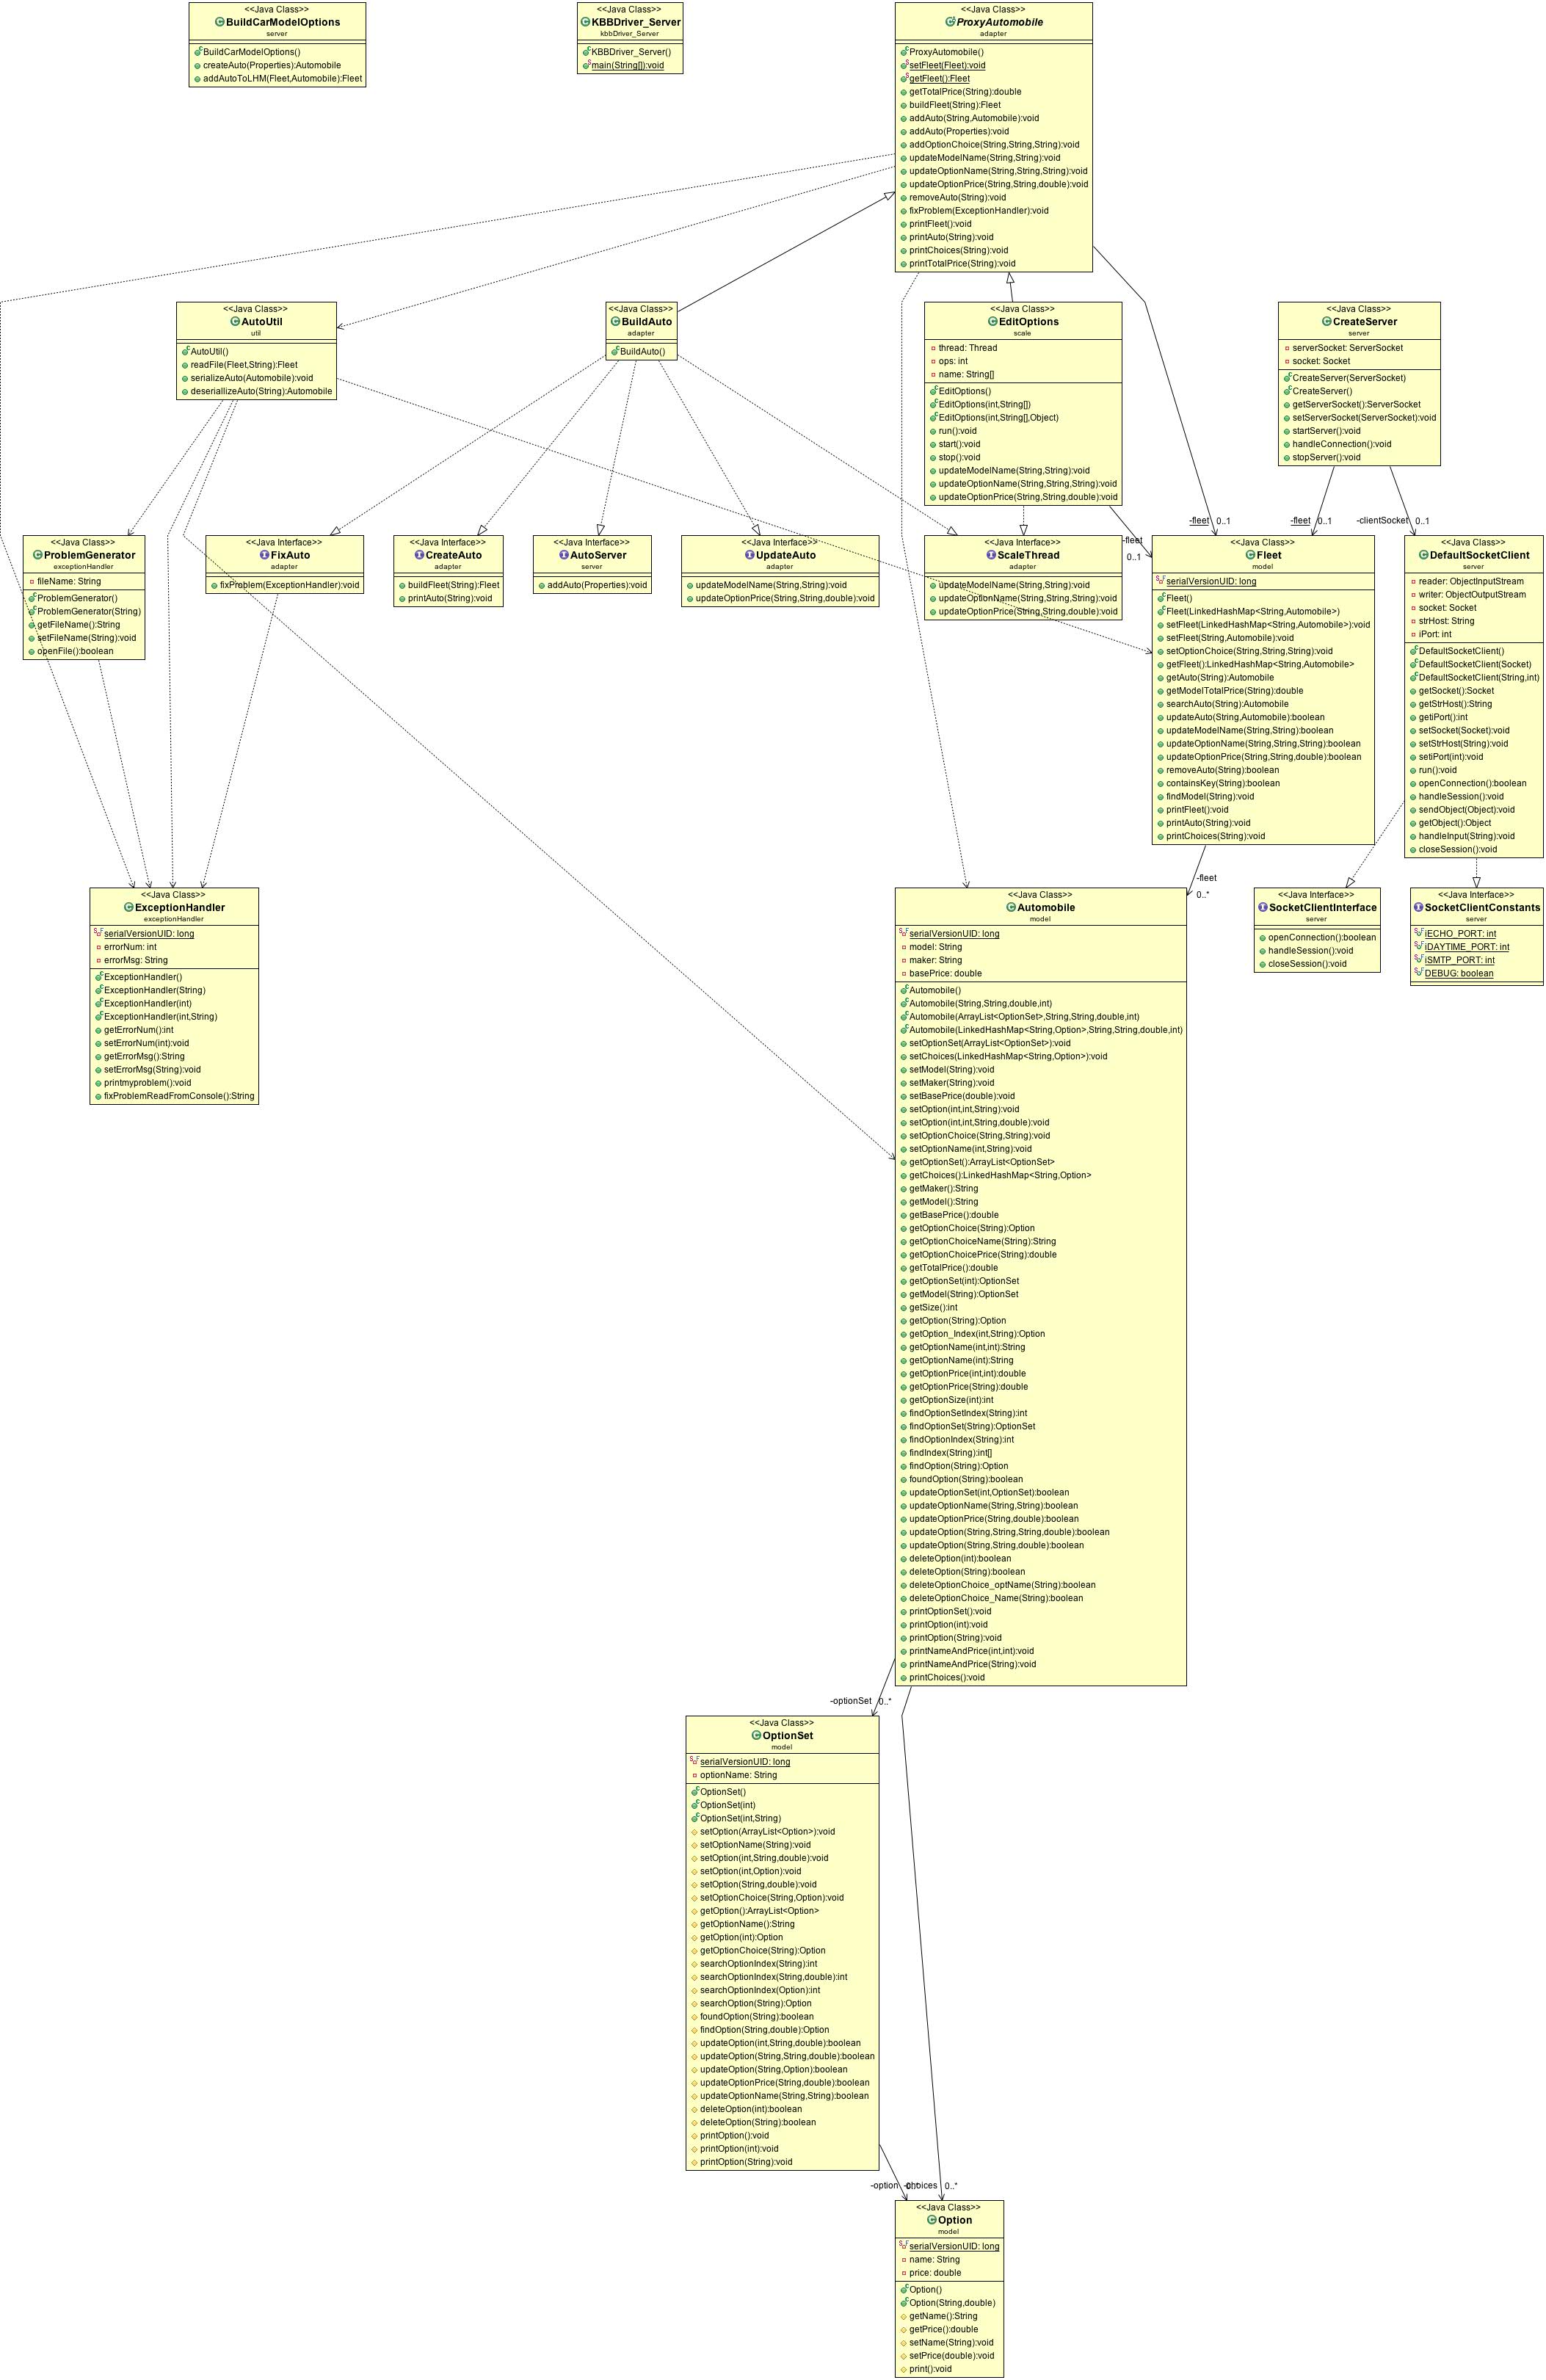 <<Java Class>>
BuildCarModelOptions
server
BuildCarModelOptions()
createAuto(Properties):Automobile
addAutoToLHM(Fleet,Automobile):Fleet
<<Java Class>>
KBBDriver_Server
kbbDriver_Server
KBBDriver_Server()
main(String[]):void
<<Java Class>>
ProxyAutomobile
adapter
ProxyAutomobile()
setFleet(Fleet):void
getFleet():Fleet
getTotalPrice(String):double
buildFleet(String):Fleet
addAuto(String,Automobile):void
addAuto(Properties):void
addOptionChoice(String,String,String):void
updateModelName(String,String):void
updateOptionName(String,String,String):void
updateOptionPrice(String,String,double):void
removeAuto(String):void
fixProblem(ExceptionHandler):void
printFleet():void
printAuto(String):void
printChoices(String):void
printTotalPrice(String):void
<<Java Class>>
AutoUtil
util
AutoUtil()
readFile(Fleet,String):Fleet
serializeAuto(Automobile):void
deseriallizeAuto(String):Automobile
<<Java Class>>
BuildAuto
adapter
BuildAuto()
<<Java Class>>
EditOptions
scale
thread: Thread
ops: int
name: String[]
EditOptions()
EditOptions(int,String[])
EditOptions(int,String[],Object)
run():void
start():void
stop():void
updateModelName(String,String):void
updateOptionName(String,String,String):void
updateOptionPrice(String,String,double):void
<<Java Class>>
CreateServer
server
serverSocket: ServerSocket
socket: Socket
CreateServer(ServerSocket)
CreateServer()
getServerSocket():ServerSocket
setServerSocket(ServerSocket):void
startServer():void
handleConnection():void
stopServer():void
-fleet
0..1
-fleet
0..1
-clientSocket
0..1
-fleet
0..1
<<Java Class>>
ProblemGenerator
exceptionHandler
fileName: String
ProblemGenerator()
ProblemGenerator(String)
getFileName():String
setFileName(String):void
openFile():boolean
<<Java Interface>>
FixAuto
adapter
fixProblem(ExceptionHandler):void
<<Java Interface>>
CreateAuto
adapter
buildFleet(String):Fleet
printAuto(String):void
<<Java Interface>>
AutoServer
server
addAuto(Properties):void
<<Java Interface>>
UpdateAuto
adapter
updateModelName(String,String):void
updateOptionPrice(String,String,double):void
<<Java Interface>>
ScaleThread
adapter
updateModelName(String,String):void
updateOptionName(String,String,String):void
updateOptionPrice(String,String,double):void
<<Java Class>>
Fleet
model
serialVersionUID: long
Fleet()
Fleet(LinkedHashMap<String,Automobile>)
setFleet(LinkedHashMap<String,Automobile>):void
setFleet(String,Automobile):void
setOptionChoice(String,String,String):void
getFleet():LinkedHashMap<String,Automobile>
getAuto(String):Automobile
getModelTotalPrice(String):double
searchAuto(String):Automobile
updateAuto(String,Automobile):boolean
updateModelName(String,String):boolean
updateOptionName(String,String,String):boolean
updateOptionPrice(String,String,double):boolean
removeAuto(String):boolean
containsKey(String):boolean
findModel(String):void
printFleet():void
printAuto(String):void
printChoices(String):void
<<Java Class>>
DefaultSocketClient
server
reader: ObjectInputStream
writer: ObjectOutputStream
socket: Socket
strHost: String
iPort: int
DefaultSocketClient()
DefaultSocketClient(Socket)
DefaultSocketClient(String,int)
getSocket():Socket
getStrHost():String
getiPort():int
setSocket(Socket):void
setStrHost(String):void
setiPort(int):void
run():void
openConnection():boolean
handleSession():void
sendObject(Object):void
getObject():Object
handleInput(String):void
closeSession():void
-fleet
0..*
<<Java Class>>
ExceptionHandler
exceptionHandler
serialVersionUID: long
errorNum: int
errorMsg: String
ExceptionHandler()
ExceptionHandler(String)
ExceptionHandler(int)
ExceptionHandler(int,String)
getErrorNum():int
setErrorNum(int):void
getErrorMsg():String
setErrorMsg(String):void
printmyproblem():void
fixProblemReadFromConsole():String
<<Java Class>>
Automobile
model
serialVersionUID: long
model: String
maker: String
basePrice: double
Automobile()
Automobile(String,String,double,int)
Automobile(ArrayList<OptionSet>,String,String,double,int)
Automobile(LinkedHashMap<String,Option>,String,String,double,int)
setOptionSet(ArrayList<OptionSet>):void
setChoices(LinkedHashMap<String,Option>):void
setModel(String):void
setMaker(String):void
setBasePrice(double):void
setOption(int,int,String):void
setOption(int,int,String,double):void
setOptionChoice(String,String):void
setOptionName(int,String):void
getOptionSet():ArrayList<OptionSet>
getChoices():LinkedHashMap<String,Option>
getMaker():String
getModel():String
getBasePrice():double
getOptionChoice(String):Option
getOptionChoiceName(String):String
getOptionChoicePrice(String):double
getTotalPrice():double
getOptionSet(int):OptionSet
getModel(String):OptionSet
getSize():int
getOption(String):Option
getOption_Index(int,String):Option
getOptionName(int,int):String
getOptionName(int):String
getOptionPrice(int,int):double
getOptionPrice(String):double
getOptionSize(int):int
findOptionSetIndex(String):int
findOptionSet(String):OptionSet
findOptionIndex(String):int
findIndex(String):int[]
findOption(String):Option
foundOption(String):boolean
updateOptionSet(int,OptionSet):boolean
updateOptionName(String,String):boolean
updateOptionPrice(String,double):boolean
updateOption(String,String,String,double):boolean
updateOption(String,String,double):boolean
deleteOption(int):boolean
deleteOption(String):boolean
deleteOptionChoice_optName(String):boolean
deleteOptionChoice_Name(String):boolean
printOptionSet():void
printOption(int):void
printOption(String):void
printNameAndPrice(int,int):void
printNameAndPrice(String):void
printChoices():void
<<Java Interface>>
SocketClientInterface
server
openConnection():boolean
handleSession():void
closeSession():void
<<Java Interface>>
SocketClientConstants
server
iECHO_PORT: int
iDAYTIME_PORT: int
iSMTP_PORT: int
DEBUG: boolean
-optionSet
0..*
<<Java Class>>
OptionSet
model
serialVersionUID: long
optionName: String
OptionSet()
OptionSet(int)
OptionSet(int,String)
setOption(ArrayList<Option>):void
setOptionName(String):void
setOption(int,String,double):void
setOption(int,Option):void
setOption(String,double):void
setOptionChoice(String,Option):void
getOption():ArrayList<Option>
getOptionName():String
getOption(int):Option
getOptionChoice(String):Option
searchOptionIndex(String):int
searchOptionIndex(String,double):int
searchOptionIndex(Option):int
searchOption(String):Option
foundOption(String):boolean
findOption(String,double):Option
updateOption(int,String,double):boolean
updateOption(String,String,double):boolean
updateOption(String,Option):boolean
updateOptionPrice(String,double):boolean
updateOptionName(String,String):boolean
deleteOption(int):boolean
deleteOption(String):boolean
printOption():void
printOption(int):void
printOption(String):void
-option
0..*
-choices
0..*
<<Java Class>>
Option
model
serialVersionUID: long
name: String
price: double
Option()
Option(String,double)
getName():String
getPrice():double
setName(String):void
setPrice(double):void
print():void